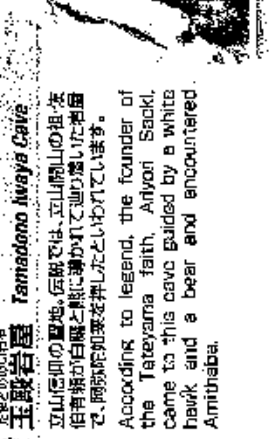 玉殿岩屋 Tamadono Iwaya Cave
立山信仰の聖地。伝説では、立山開山の祖・佐
伯有頼が白鷹と熊に導かれて辿り着いた岩屋
で、阿弥陀如来を拝したといわれています。
According to legend, the founder of
the Tateyama faith, Ariyori Saeki,
came to this cave guided by a white
hawk and a bear and encountered
Amithaba.